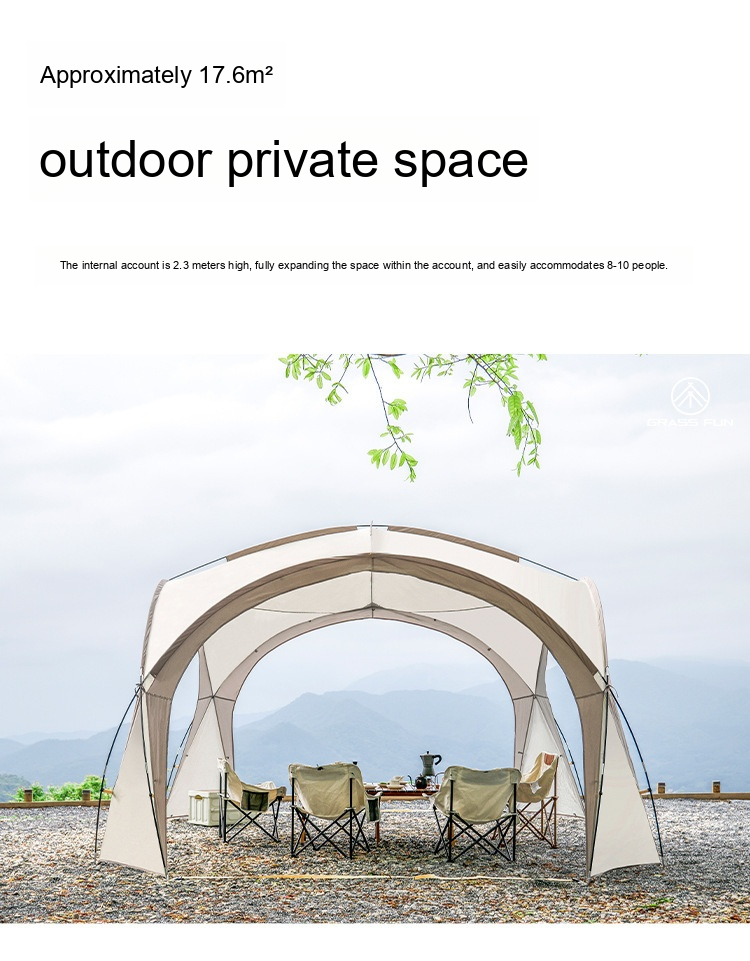 Approximately 17.6m²
outdoor private space
The internal account is 2.3 meters high, fully expanding the space within the account, and easily accommodates 8-10 people.
GRASS FUN